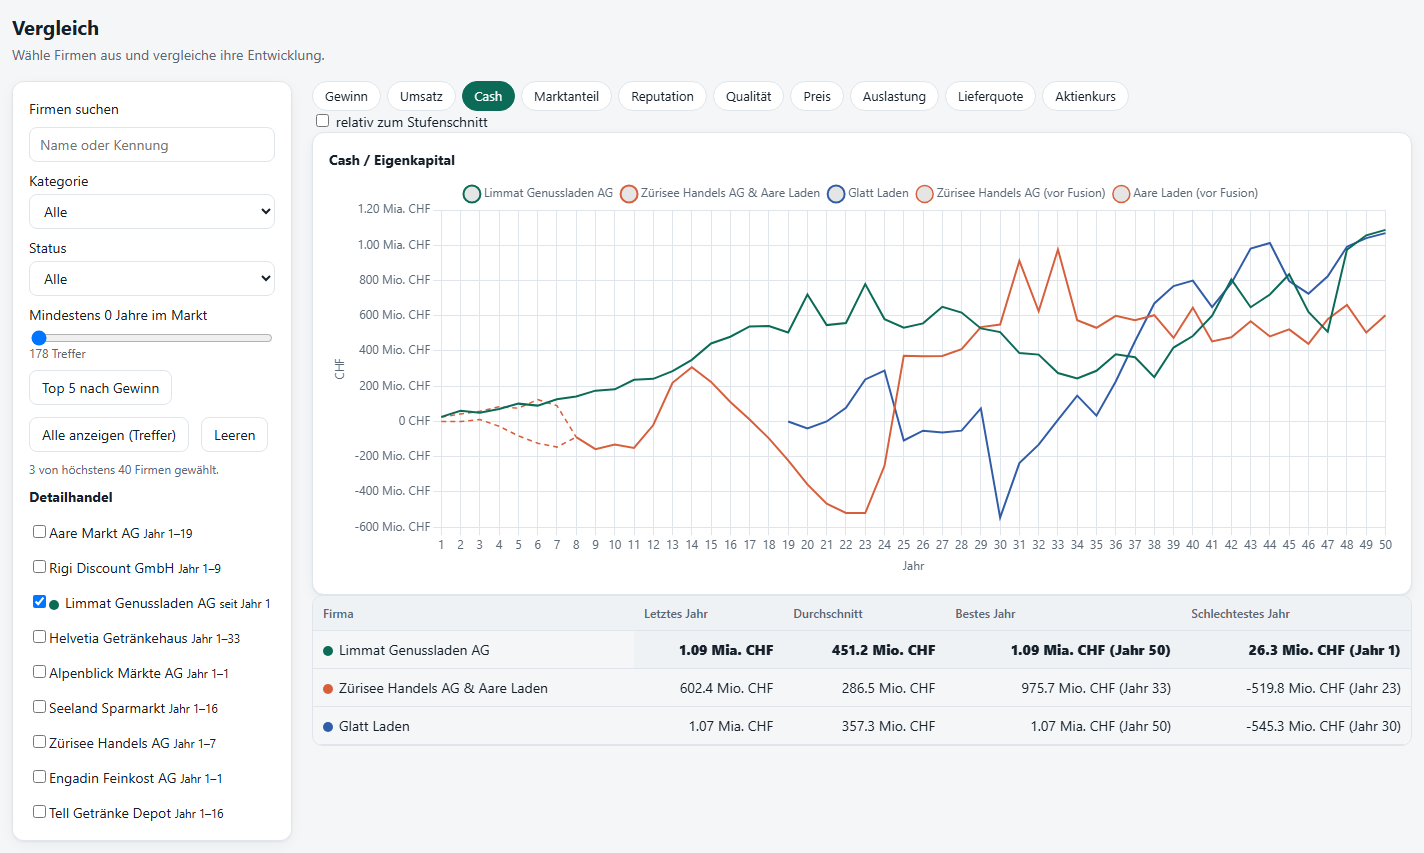 Vergleich
Wähle Firmen aus und vergleiche ihre Entwicklung.
Firmen suchen
Name oder Kennung
Kategorie
Alle
Status
Alle
Mindestens 0 Jahre im Markt
178 Treffer
Top 5 nach Gewinn
Alle anzeigen (Treffer) Leeren
3 von höchstens 40 Firmen gewählt.
Detailhandel
Aare Markt AG Jahr 1–19
Rigi Discount GmbH Jahr 1–9
Limmat Genussladen AG seit Jahr 1
Helvetia Getränkehaus Jahr 1–33
Alpenblick Märkte AG Jahr 1–1
Seeland Sparmarkt Jahr 1–16
Zürisee Handels AG Jahr 1–7
Engadin Feinkost AG Jahr 1–1
Tell Getränke Depot Jahr 1–16
Gewinn Umsatz Cash Marktanteil Reputation Qualität Preis Auslastung Lieferquote Aktienkurs
relativ zum Stufenschnitt
Cash / Eigenkapital
Limmat Genussladen AG Zürisee Handels AG & Aare Laden Glatt Laden Zürisee Handels AG (vor Fusion) Aare Laden (vor Fusion)
1.20 Mia. CHF
1.00 Mia. CHF
800 Mio. CHF
600 Mio. CHF
400 Mio. CHF
200 Mio. CHF
0 CHF
-200 Mio. CHF
-400 Mio. CHF
-600 Mio. CHF
CHF
1 2 3 4 5 6 7 8 9 10 11 12 13 14 15 16 17 18 19 20 21 22 23 24 25 26 27 28 29 30 31 32 33 34 35 36 37 38 39 40 41 42 43 44 45 46 47 48 49 50
Jahr
Firma Letztes Jahr Durchschnitt Bestes Jahr Schlechtestes Jahr
Limmat Genussladen AG 1.09 Mia. CHF 451.2 Mio. CHF 1.09 Mia. CHF (Jahr 50) 26.3 Mio. CHF (Jahr 1)
Zürisee Handels AG & Aare Laden 602.4 Mio. CHF 286.5 Mio. CHF 975.7 Mio. CHF (Jahr 33) -519.8 Mio. CHF (Jahr 23)
Glatt Laden 1.07 Mia. CHF 357.3 Mio. CHF 1.07 Mia. CHF (Jahr 50) -545.3 Mio. CHF (Jahr 30)